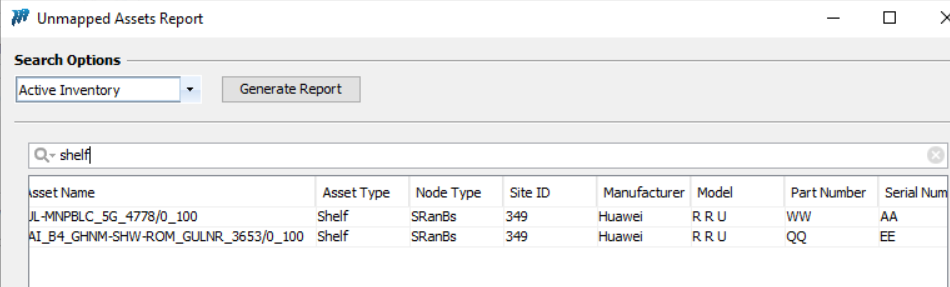 Unmapped Assets Report
Search Options
Active Inventory Generate Report
shelf
Asset Name Asset Type Node Type Site ID Manufacturer Model Part Number Serial Num
JL-MNPBLC_5G_4778/0_100 Shelf SRanBs 349 Huawei R R U WW AA
AI_B4_GHNM-SHW-ROM_GULNR_3653/0_100 Shelf SRanBs 349 Huawei R R U QQ EE